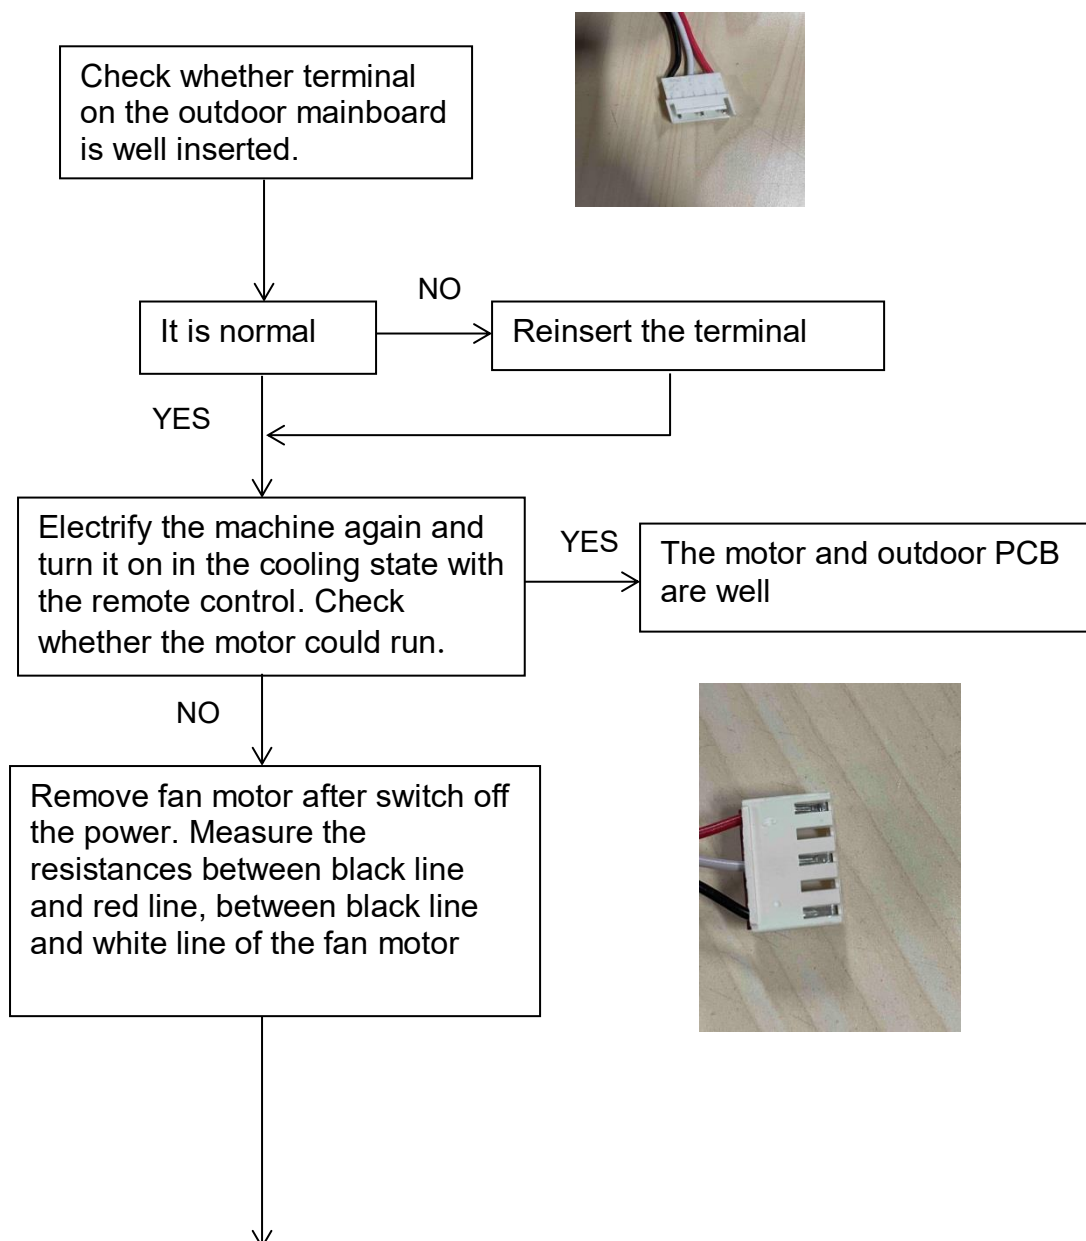 Check whether terminal
on the outdoor mainboard
is well inserted.
NO
It is normal
Reinsert the terminal
YES
Electrify the machine again and
turn it on in the cooling state with
the remote control. Check
whether the motor could run.
YES
The motor and outdoor PCB
are well
NO
Remove fan motor after switch off
the power. Measure the
resistances between black line
and red line, between black line
and white line of the fan motor